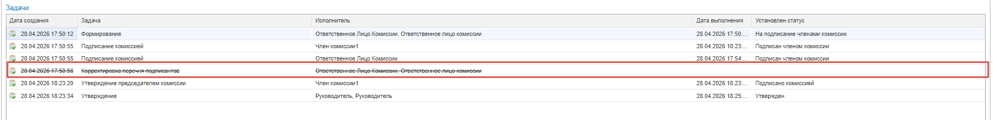 Задачи
Дата создания Задача Исполнитель Дата выполнения Установлен статус
28.04.2026 17:50:12 Формирование Ответственное Лицо Комиссии, Ответственное лицо комиссии 28.04.2026 17:50:... На подписание членами комиссии
28.04.2026 17:50:55 Подписание комиссией Член комиссии1 28.04.2026 18:23:... Подписан членом комиссии
28.04.2026 17:50:55 Подписание комиссией Ответственное Лицо Комиссии 28.04.2026 17:54:... Подписан членом комиссии
28.04.2026 17:50:56 Корректировка перечня подписантов Ответственное Лицо Комиссии, Ответственное лицо комиссии
28.04.2026 18:23:20 Утверждение председателем комиссии Член комиссии1 28.04.2026 18:23:... Подписано комиссией
28.04.2026 18:23:34 Утверждение Руководитель, Руководитель 28.04.2026 18:25:... Утвержден